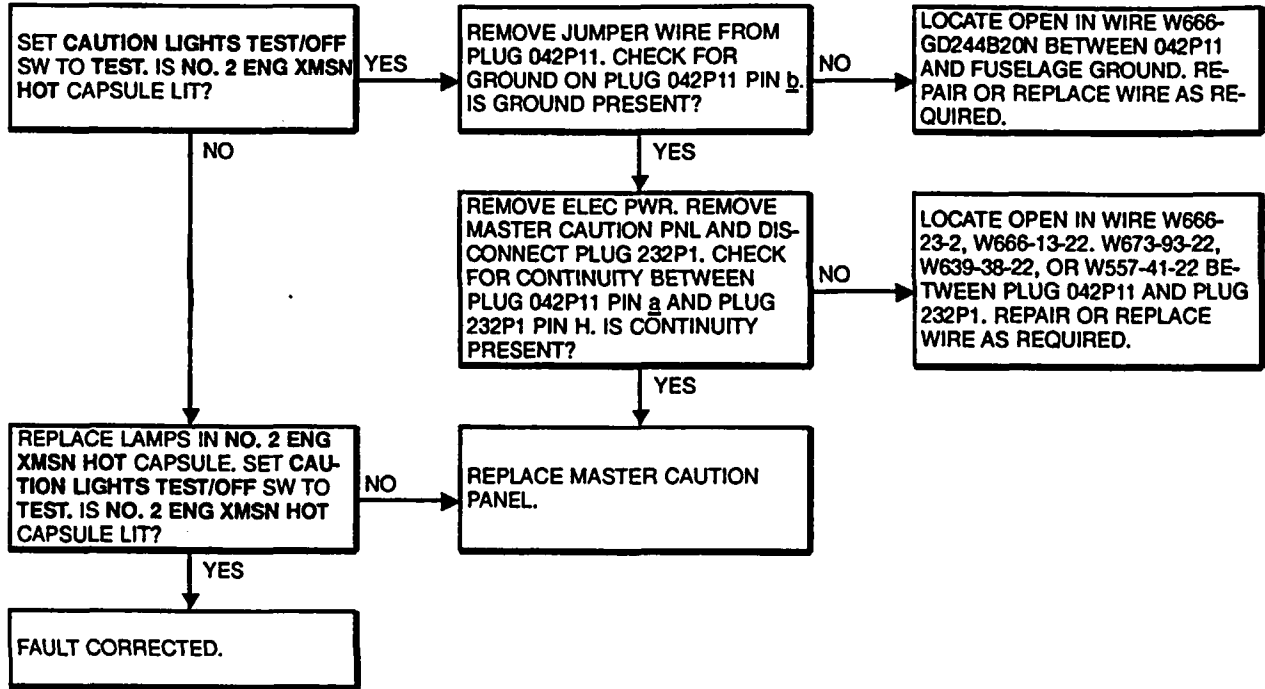 SET CAUTION LIGHTS TEST/OFF
SW TO TEST. IS NO. 2 ENG XMSN
HOT CAPSULE LIT?
YES
REMOVE JUMPER WIRE FROM
PLUG 042P11. CHECK FOR
GROUND ON PLUG 042P11 PIN b.
IS GROUND PRESENT?
NO
LOCATE OPEN IN WIRE W666-
GD244B20N BETWEEN 042P11
AND FUSELAGE GROUND. RE-
PAIR OR REPLACE WIRE AS RE-
QUIRED.
NO
YES
REMOVE ELEC PWR. REMOVE
MASTER CAUTION PNL AND DIS-
CONNECT PLUG 232P1. CHECK
FOR CONTINUITY BETWEEN
PLUG 042P11 PIN a AND PLUG
232P1 PIN H. IS CONTINUITY
PRESENT?
NO
LOCATE OPEN IN WIRE W666-
23-2, W666-13-22. W673-93-22,
W639-38-22, OR W557-41-22 BE-
TWEEN PLUG 042P11 AND PLUG
232P1. REPAIR OR REPLACE
WIRE AS REQUIRED.
YES
REPLACE LAMPS IN NO. 2 ENG
XMSN HOT CAPSULE. SET CAU-
TION LIGHTS TEST/OFF SW TO
TEST. IS NO. 2 ENG XMSN HOT
CAPSULE LIT?
NO
REPLACE MASTER CAUTION
PANEL.
YES
FAULT CORRECTED.